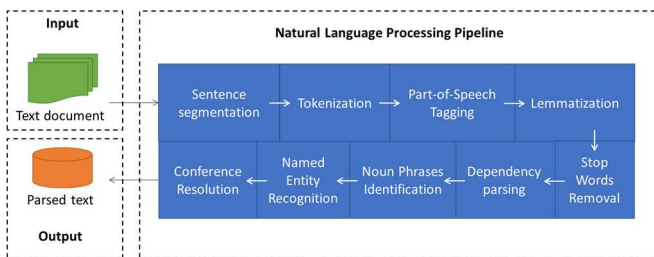 Input
Text document
Natural Language Processing Pipeline
Sentence
segmentation
Tokenization
Part-of-Speech
Tagging
Lemmatization
Stop
Words
Removal
Dependency
parsing
Noun Phrases
Identification
Named
Entity
Recognition
Conference
Resolution
Parsed text
Output